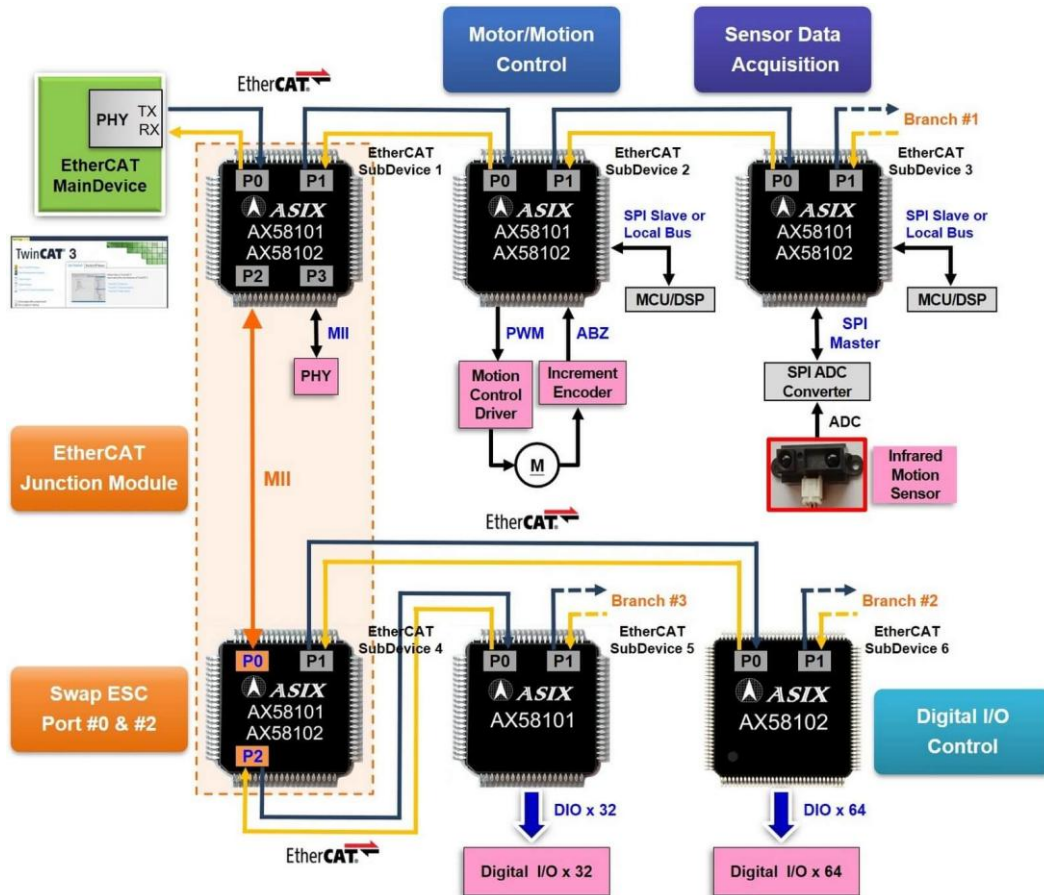 Motor/Motion
Control
Sensor Data
Acquisition
EtherCAT®
PHY
TX
RX
EtherCAT
MainDevice
Branch #1
EtherCAT
SubDevice 1
EtherCAT
SubDevice 2
EtherCAT
SubDevice 3
P0
P1
ASIX
AX58101
AX58102
P2
P3
P0
P1
ASIX
AX58101
AX58102
P0
P1
ASIX
AX58101
AX58102
TwinCAT® 3
SPI Slave or
Local Bus
MCU/DSP
SPI Slave or
Local Bus
MCU/DSP
MII
PHY
PWM
ABZ
Motion
Control
Driver
Increment
Encoder
M
SPI
Master
SPI ADC
Converter
ADC
Infrared
Motion
Sensor
EtherCAT
Junction Module
MII
EtherCAT®
Branch #3
Branch #2
EtherCAT
SubDevice 4
EtherCAT
SubDevice 5
EtherCAT
SubDevice 6
P0
P1
ASIX
AX58101
AX58102
P2
P0
P1
ASIX
AX58101
P0
P1
ASIX
AX58102
Swap ESC
Port #0 & #2
Digital I/O
Control
EtherCAT®
DIO x 32
DIO x 64
Digital I/O x 32
Digital I/O x 64